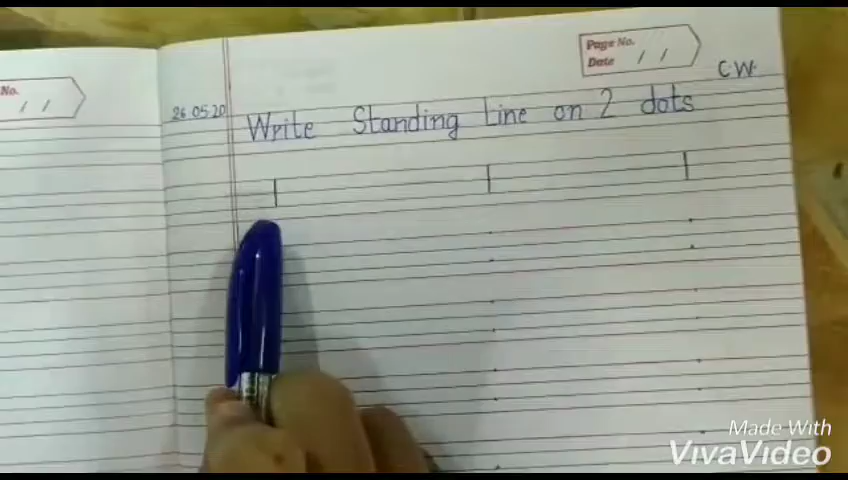 No.
/ /
Page No.
Date / /
C.W.
26 05 20 Write Standing Line on 2 dots
Made With
VivaVideo